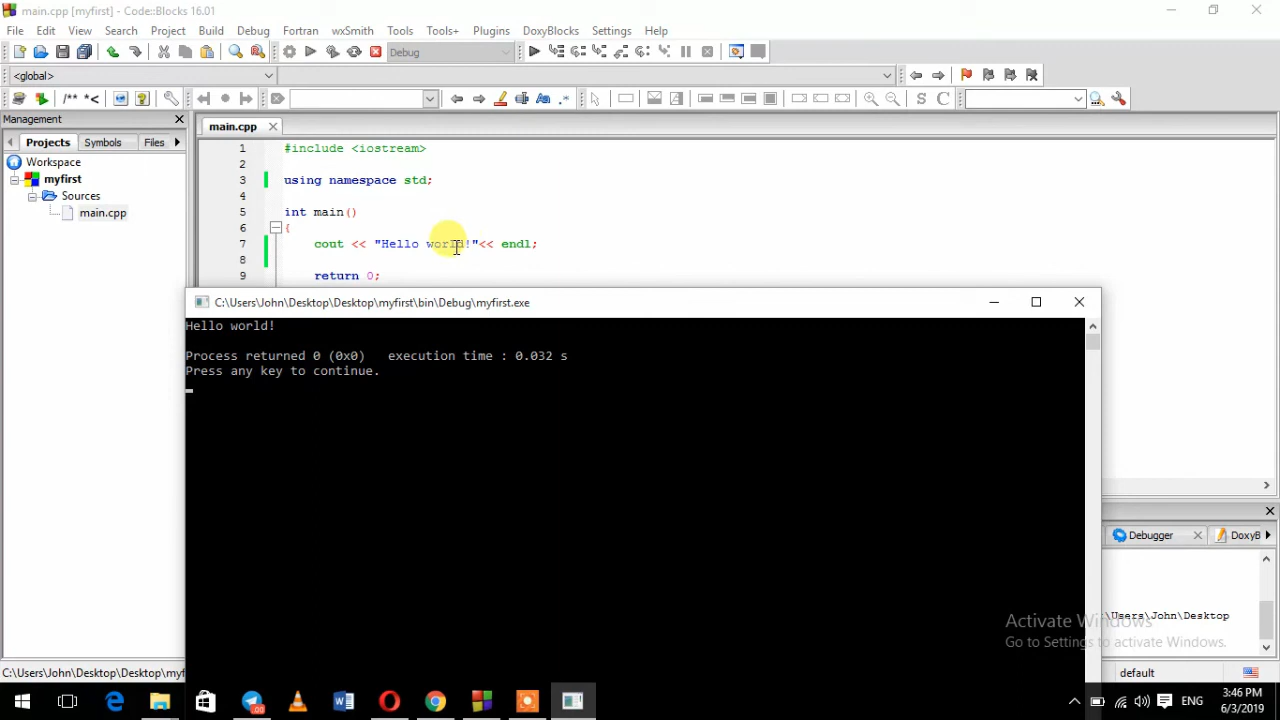 main.cpp [myfirst] - Code::Blocks 16.01
File Edit View Search Project Build Debug Fortran wxSmith Tools Tools+ Plugins DoxyBlocks Settings Help
Debug
<global>
/** *<
S C
Management
main.cpp
Projects Symbols Files
Workspace
myfirst
Sources
main.cpp
1 #include <iostream>
2
3 using namespace std;
4
5 int main()
6 {
7 cout << "Hello world!"<< endl;
8
9 return 0;
C:\Users\John\Desktop\Desktop\myfirst\bin\Debug\myfirst.exe
Hello world!
Process returned 0 (0x0) execution time : 0.032 s
Press any key to continue.
Debugger DoxyB
\Users\John\Desktop
Activate Windows
Go to Settings to activate Windows.
C:\Users\John\Desktop\Desktop\myf
default
ENG
3:46 PM
6/3/2019